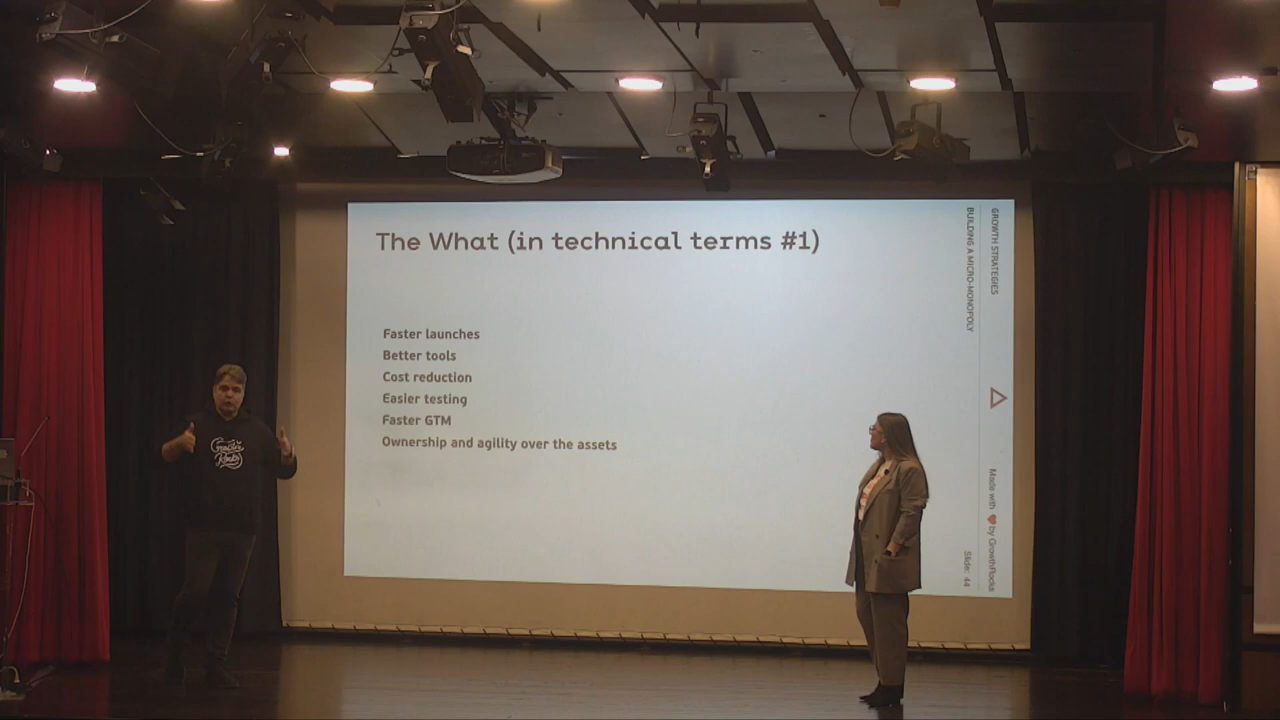 The What (in technical terms #1)
Faster launches
Better tools
Cost reduction
Easier testing
Faster GTM
Ownership and agility over the assets
GROWTH STRATEGIES
BUILDING A MICRO-MONOPOLY
Made with ❤ by GrowthRocks
Slide: 44
Rocks